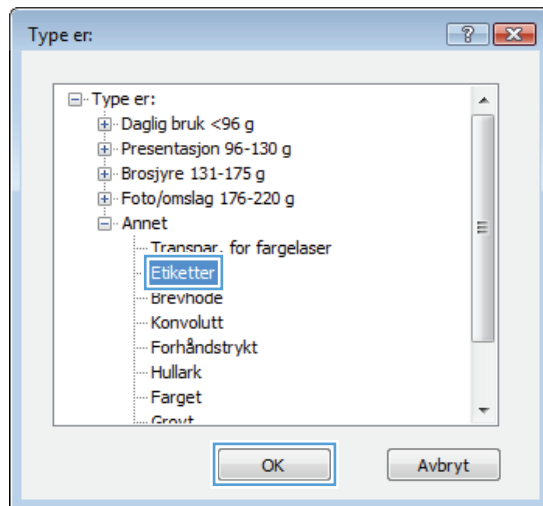 Type er:
Type er:
Daglig bruk <96 g
Presentasjon 96-130 g
Brosjyre 131-175 g
Foto/omslag 176-220 g
Annet
Transpar. for fargelaser
Etiketter
Brevhode
Konvolutt
Forhåndstrykt
Hullark
Farget
Grovt
OK Avbryt